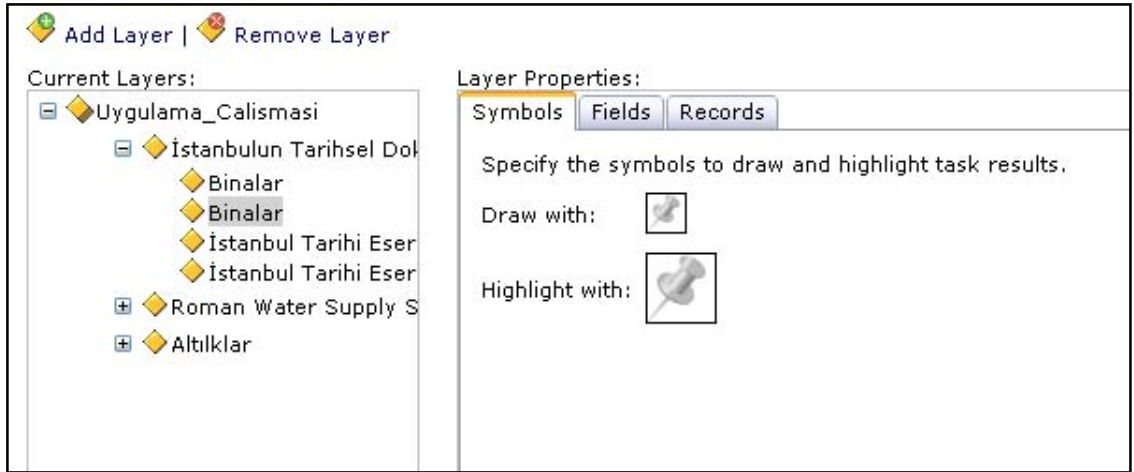 Add Layer | Remove Layer
Current Layers:
Uygulama_Calismasi
İstanbulun Tarihsel Dok
Binalar
Binalar
İstanbul Tarihi Eser
İstanbul Tarihi Eser
Roman Water Supply S
Altılklar
Layer Properties:
Symbols Fields Records
Specify the symbols to draw and highlight task results.
Draw with:
Highlight with: